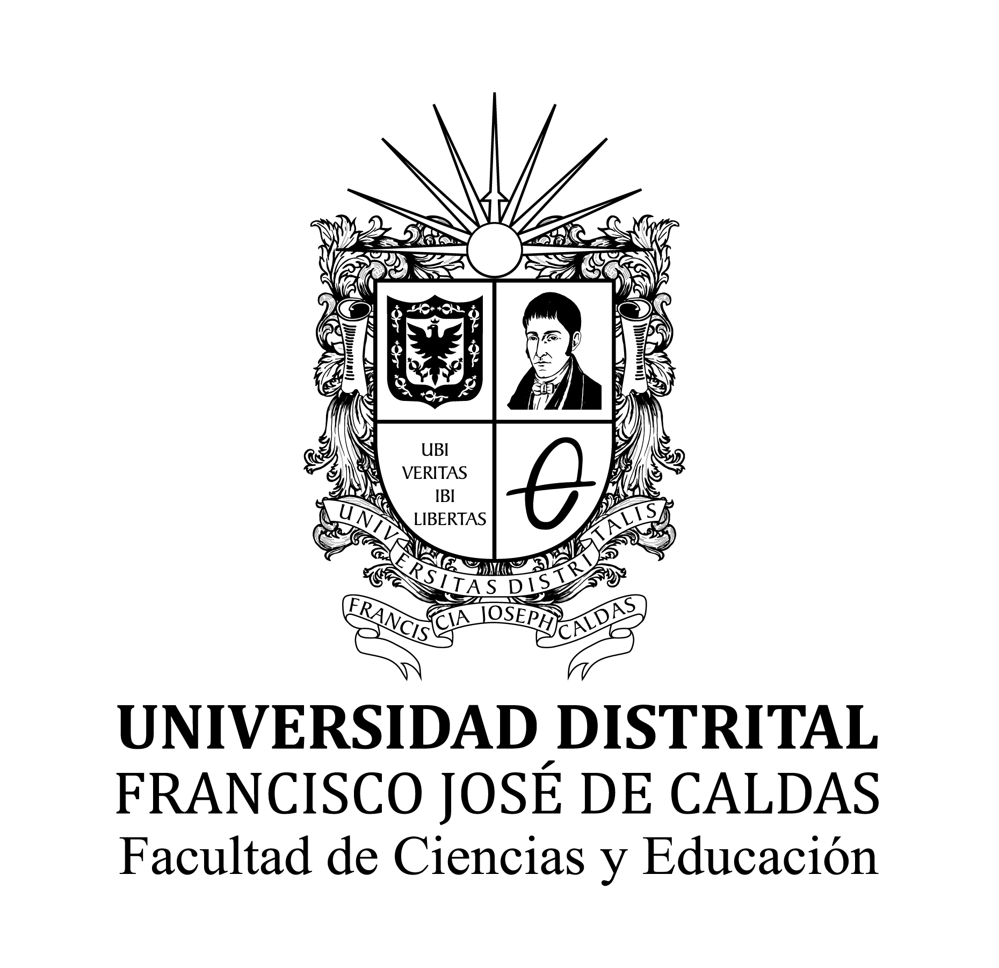 UBI
VERITAS
IBI
LIBERTAS
UNIVERSITAS DISTRITALIS
FRANCISCIA JOSEPH CALDAS
UNIVERSIDAD DISTRITAL
FRANCISCO JOSÉ DE CALDAS
Facultad de Ciencias y Educación